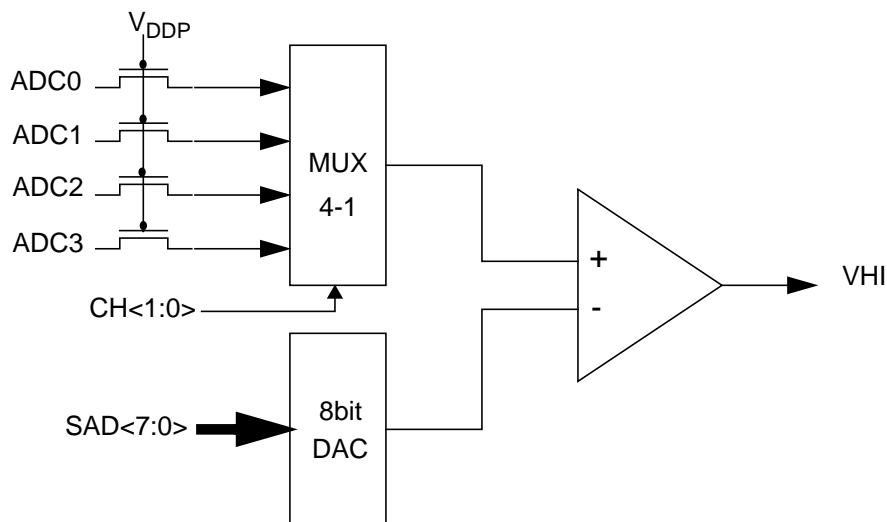 VDDP
ADC0
ADC1
ADC2
ADC3
MUX
4-1
CH<1:0>
+
-
VHI
SAD<7:0>
8bit
DAC